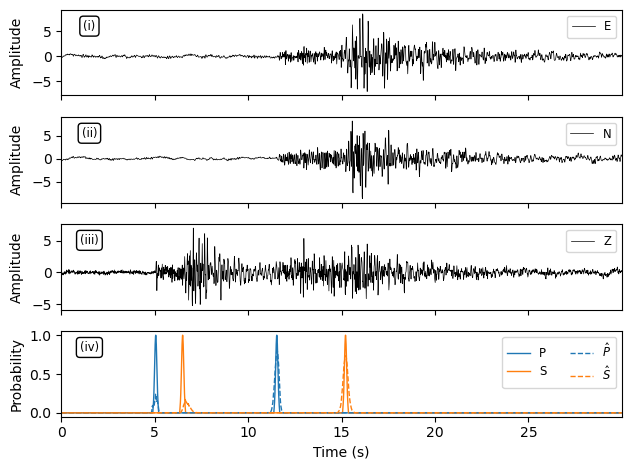 (i)
E
Amplitude
5
0
−5
(ii)
N
Amplitude
5
0
−5
(iii)
Z
Amplitude
5
0
−5
(iv)
P
S
P̂
Ŝ
Probability
1.0
0.5
0.0
0 5 10 15 20 25
Time (s)